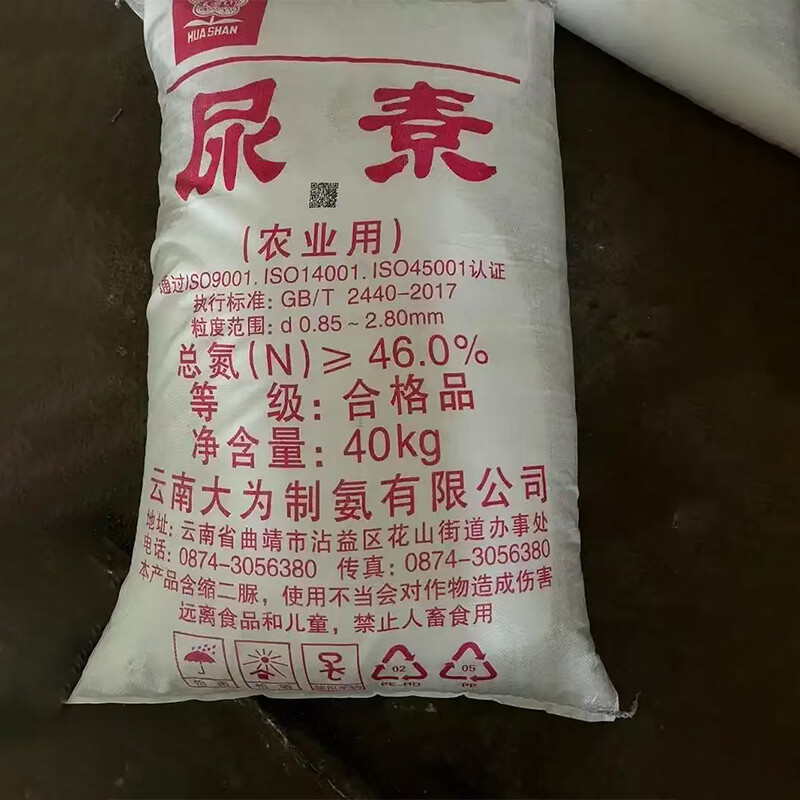 HUASHAN
尿素
(农业用)
通过ISO9001. ISO14001. ISO45001认证
执行标准: GB/T 2440-2017
粒度范围: d 0.85~2.80mm
总氮(N)≥46.0%
等 级: 合格品
净含量: 40kg
云南大为制氨有限公司
地址: 云南省曲靖市沾益区花山街道办事处
电话: 0874-3056380 传真: 0874-3056380
本产品含缩二脲, 使用不当会对作物造成伤害
远离食品和儿童, 禁止人畜食用
02 05
PE-HD PP